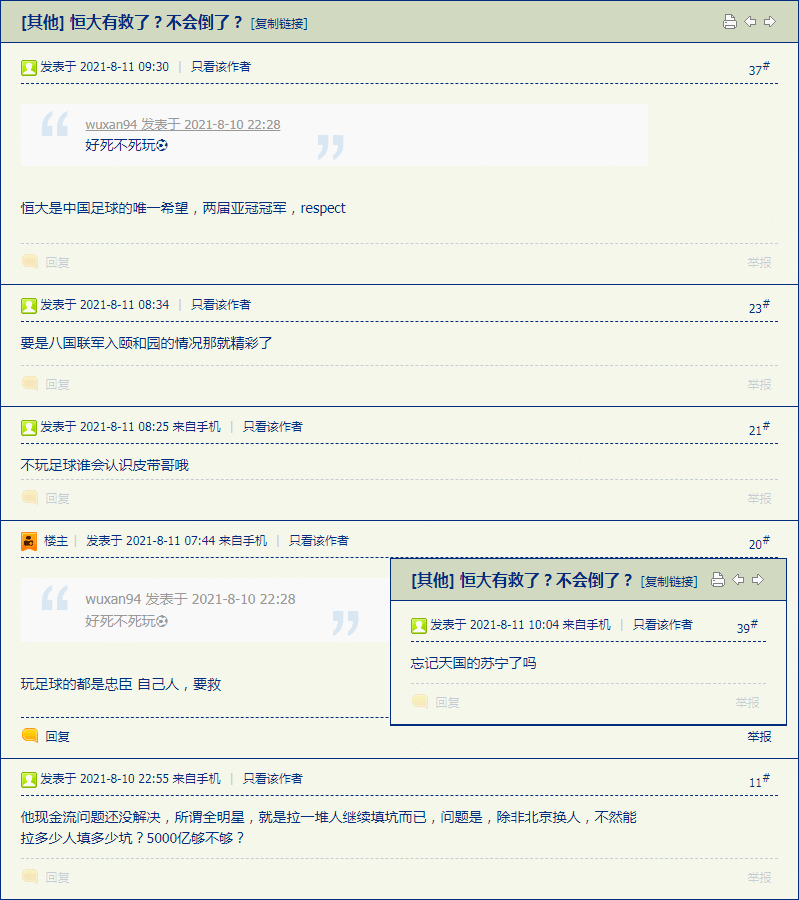 [其他] 恒大有救了？不会倒了？ [复制链接]
发表于 2021-8-11 09:30 | 只看该作者 37#
wuxan94 发表于 2021-8-10 22:28
好死不死玩⚽
恒大是中国足球的唯一希望，两届亚冠冠军，respect
回复 举报
发表于 2021-8-11 08:34 | 只看该作者 23#
要是八国联军入颐和园的情况那就精彩了
回复 举报
发表于 2021-8-11 08:25 来自手机 | 只看该作者 21#
不玩足球谁会认识皮带哥哦
回复 举报
楼主 | 发表于 2021-8-11 07:44 来自手机 | 只看该作者 20#
wuxan94 发表于 2021-8-10 22:28
好死不死玩⚽
玩足球的都是忠臣 自己人，要救
回复 举报
[其他] 恒大有救了？不会倒了？ [复制链接]
发表于 2021-8-11 10:04 来自手机 | 只看该作者 39#
忘记天国的苏宁了吗
回复 举报
发表于 2021-8-10 22:55 来自手机 | 只看该作者 11#
他现金流问题还没解决，所谓全明星，就是拉一堆人继续填坑而已，问题是，除非北京换人，不然能
拉多少人填多少坑？5000亿够不够？
回复 举报